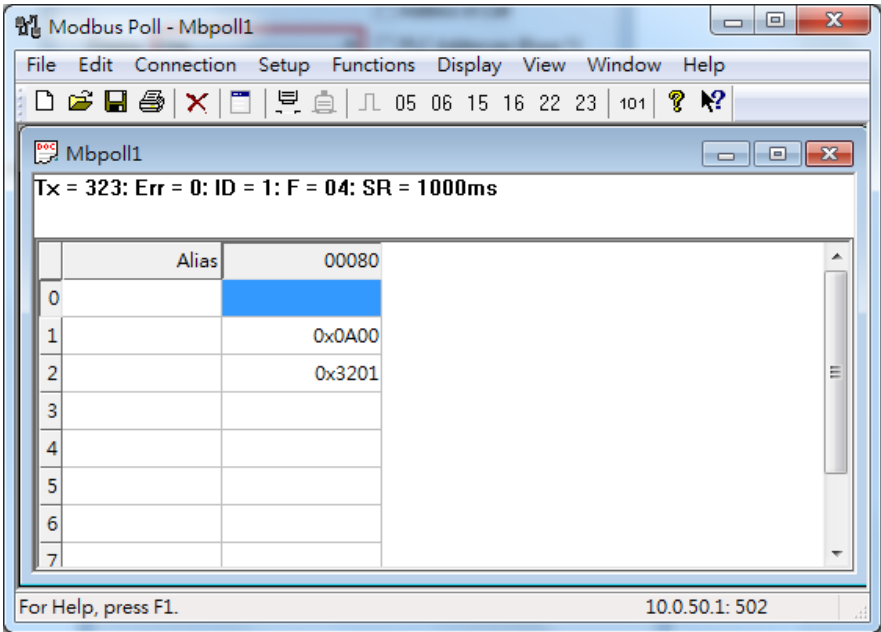 Modbus Poll - Mbpoll1
File Edit Connection Setup Functions Display View Window Help
05 06 15 16 22 23 101
Mbpoll1
Tx = 323: Err = 0: ID = 1: F = 04: SR = 1000ms
Alias 00080
0
1 0x0A00
2 0x3201
3
4
5
6
7
For Help, press F1. 10.0.50.1: 502